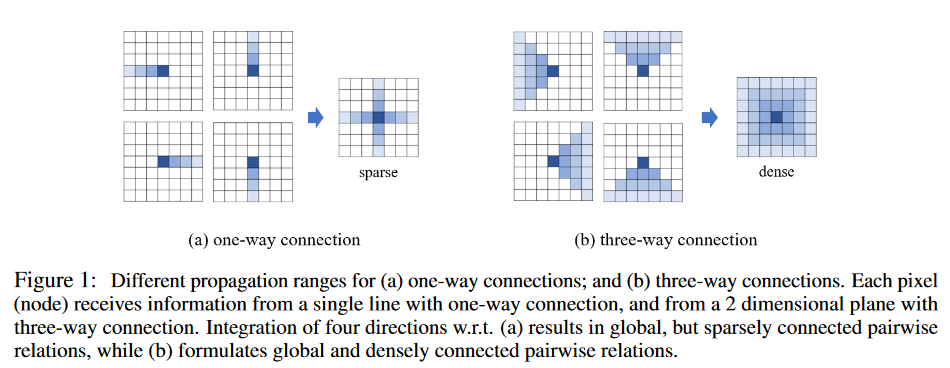 sparse
dense
(a) one-way connection
(b) three-way connection
Figure 1: Different propagation ranges for (a) one-way connections; and (b) three-way connections. Each pixel
(node) receives information from a single line with one-way connection, and from a 2 dimensional plane with
three-way connection. Integration of four directions w.r.t. (a) results in global, but sparsely connected pairwise
relations, while (b) formulates global and densely connected pairwise relations.